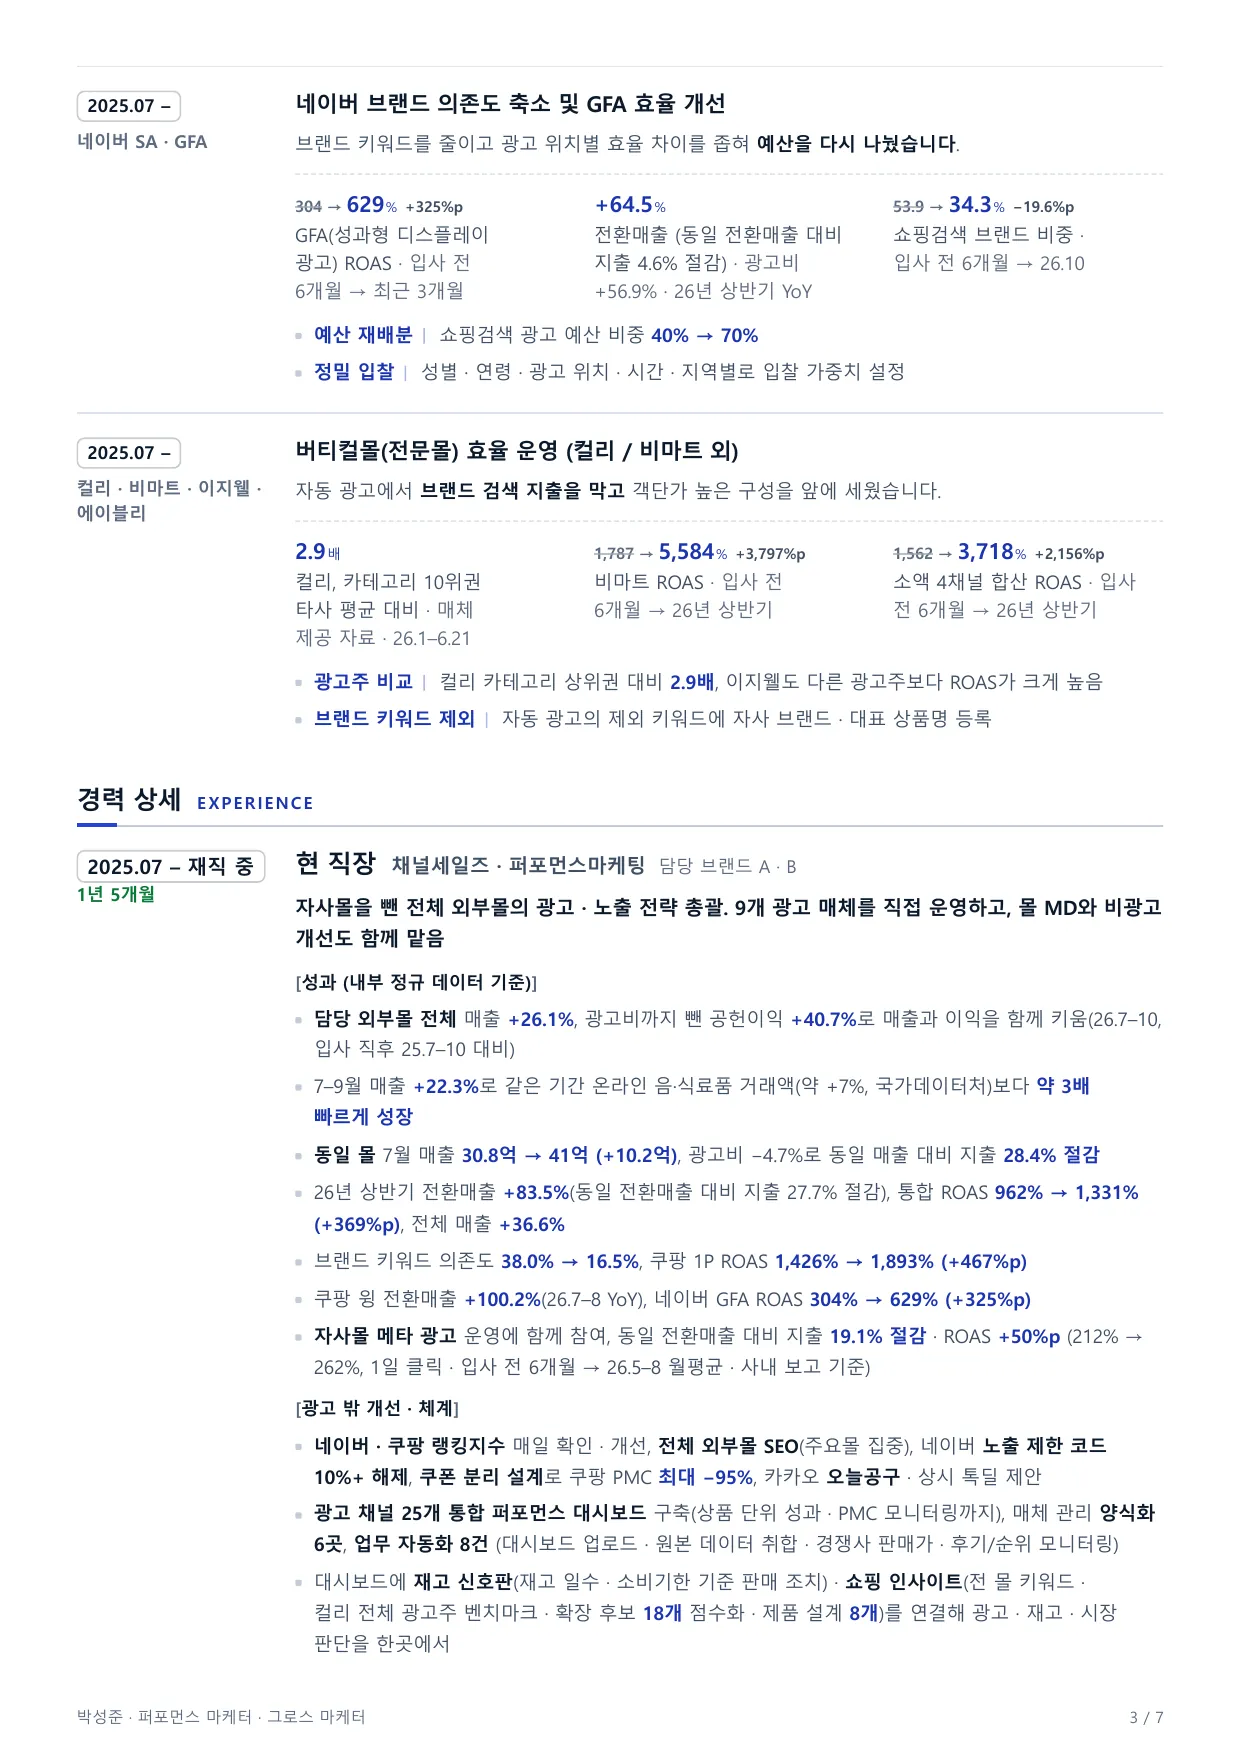 2025.07 –
네이버 SA · GFA
네이버 브랜드 의존도 축소 및 GFA 효율 개선
브랜드 키워드를 줄이고 광고 위치별 효율 차이를 좁혀 예산을 다시 나눴습니다.
304 → 629% +325%p
GFA(성과형 디스플레이
광고) ROAS · 입사 전
6개월 → 최근 3개월
+64.5%
전환매출 (동일 전환매출 대비
지출 4.6% 절감) · 광고비
+56.9% · 26년 상반기 YoY
53.9 → 34.3% −19.6%p
쇼핑검색 브랜드 비중 ·
입사 전 6개월 → 26.10
예산 재배분 | 쇼핑검색 광고 예산 비중 40% → 70%
정밀 입찰 | 성별 · 연령 · 광고 위치 · 시간 · 지역별로 입찰 가중치 설정
2025.07 –
컬리 · 비마트 · 이지웰 ·
에이블리
버티컬몰(전문몰) 효율 운영 (컬리 / 비마트 외)
자동 광고에서 브랜드 검색 지출을 막고 객단가 높은 구성을 앞에 세웠습니다.
2.9배
컬리, 카테고리 10위권
타사 평균 대비 · 매체
제공 자료 · 26.1–6.21
1,787 → 5,584% +3,797%p
비마트 ROAS · 입사 전
6개월 → 26년 상반기
1,562 → 3,718% +2,156%p
소액 4채널 합산 ROAS · 입사
전 6개월 → 26년 상반기
광고주 비교 | 컬리 카테고리 상위권 대비 2.9배, 이지웰도 다른 광고주보다 ROAS가 크게 높음
브랜드 키워드 제외 | 자동 광고의 제외 키워드에 자사 브랜드 · 대표 상품명 등록
경력 상세 EXPERIENCE
2025.07 – 재직 중
1년 5개월
현 직장 채널세일즈 · 퍼포먼스마케팅 담당 브랜드 A · B
자사몰을 뺀 전체 외부몰의 광고 · 노출 전략 총괄. 9개 광고 매체를 직접 운영하고, 몰 MD와 비광고
개선도 함께 맡음
[성과 (내부 정규 데이터 기준)]
담당 외부몰 전체 매출 +26.1%, 광고비까지 뺀 공헌이익 +40.7%로 매출과 이익을 함께 키움(26.7–10,
입사 직후 25.7–10 대비)
7–9월 매출 +22.3%로 같은 기간 온라인 음·식료품 거래액(약 +7%, 국가데이터처)보다 약 3배
빠르게 성장
동일 몰 7월 매출 30.8억 → 41억 (+10.2억), 광고비 −4.7%로 동일 매출 대비 지출 28.4% 절감
26년 상반기 전환매출 +83.5%(동일 전환매출 대비 지출 27.7% 절감), 통합 ROAS 962% → 1,331%
(+369%p), 전체 매출 +36.6%
브랜드 키워드 의존도 38.0% → 16.5%, 쿠팡 1P ROAS 1,426% → 1,893% (+467%p)
쿠팡 윙 전환매출 +100.2%(26.7–8 YoY), 네이버 GFA ROAS 304% → 629% (+325%p)
자사몰 메타 광고 운영에 함께 참여, 동일 전환매출 대비 지출 19.1% 절감 · ROAS +50%p (212% →
262%, 1일 클릭 · 입사 전 6개월 → 26.5–8 월평균 · 사내 보고 기준)
[광고 밖 개선 · 체계]
네이버 · 쿠팡 랭킹지수 매일 확인 · 개선, 전체 외부몰 SEO(주요몰 집중), 네이버 노출 제한 코드
10%+ 해제, 쿠폰 분리 설계로 쿠팡 PMC 최대 −95%, 카카오 오늘공구 · 상시 톡딜 제안
광고 채널 25개 통합 퍼포먼스 대시보드 구축(상품 단위 성과 · PMC 모니터링까지), 매체 관리 양식화
6곳, 업무 자동화 8건 (대시보드 업로드 · 원본 데이터 취합 · 경쟁사 판매가 · 후기/순위 모니터링)
대시보드에 재고 신호판(재고 일수 · 소비기한 기준 판매 조치) · 쇼핑 인사이트(전 몰 키워드 ·
컬리 전체 광고주 벤치마크 · 확장 후보 18개 점수화 · 제품 설계 8개)를 연결해 광고 · 재고 · 시장
판단을 한곳에서
박성준 · 퍼포먼스 마케터 · 그로스 마케터
3 / 7